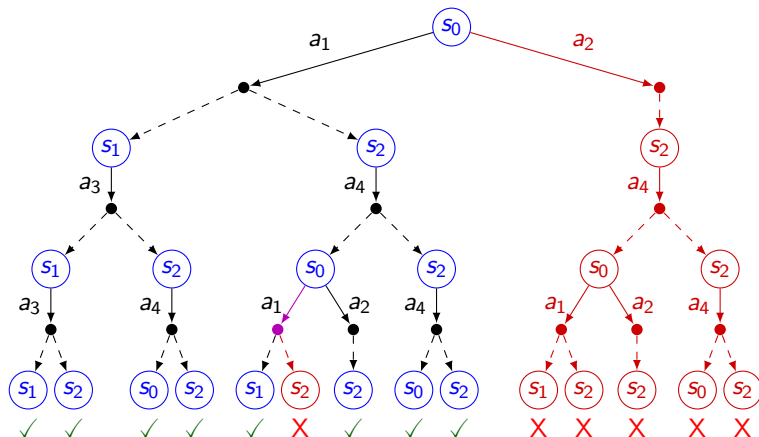 s0
a1 a2
s1 s2 s2
a3 a4 a4
s1 s2 s0 s2 s0 s2
a3 a4 a1 a2 a4 a1 a2 a4
s1 s2 s0 s2 s1 s2 s2 s0 s2 s1 s2 s2 s0 s2
✓ ✓ ✓ ✓ ✓ X ✓ ✓ ✓ X X X X X